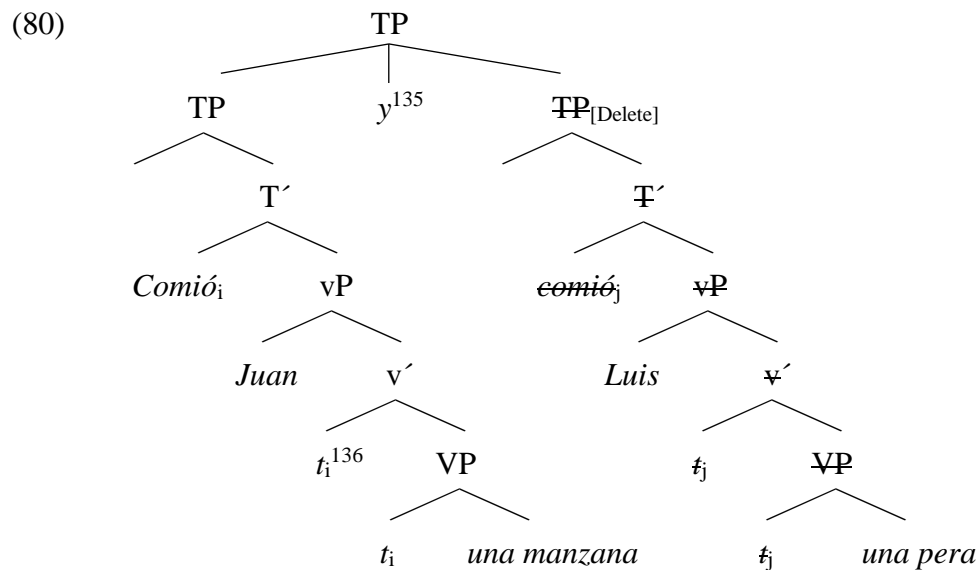 (80) TP
TP y135 TP[Delete]
T´ T´
Comiói vP comiój vP
Juan v´ Luis v´
ti136 VP tj VP
ti una manzana tj una pera